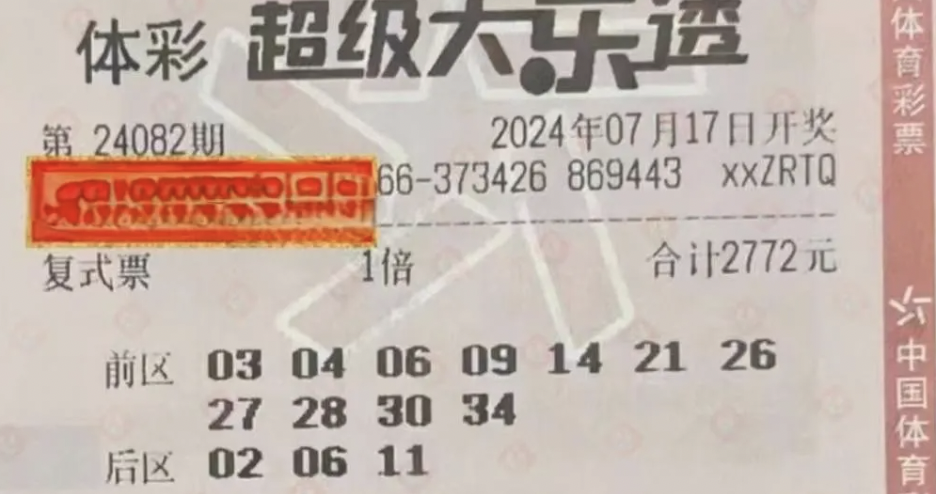 体彩 超级大乐透
第 24082期 2024年07月17日开奖
66-373426 869443 xxZRTQ
复式票 1倍 合计2772元
前区 03 04 06 09 14 21 26
27 28 30 34
后区 02 06 11
体育彩票
中国体育